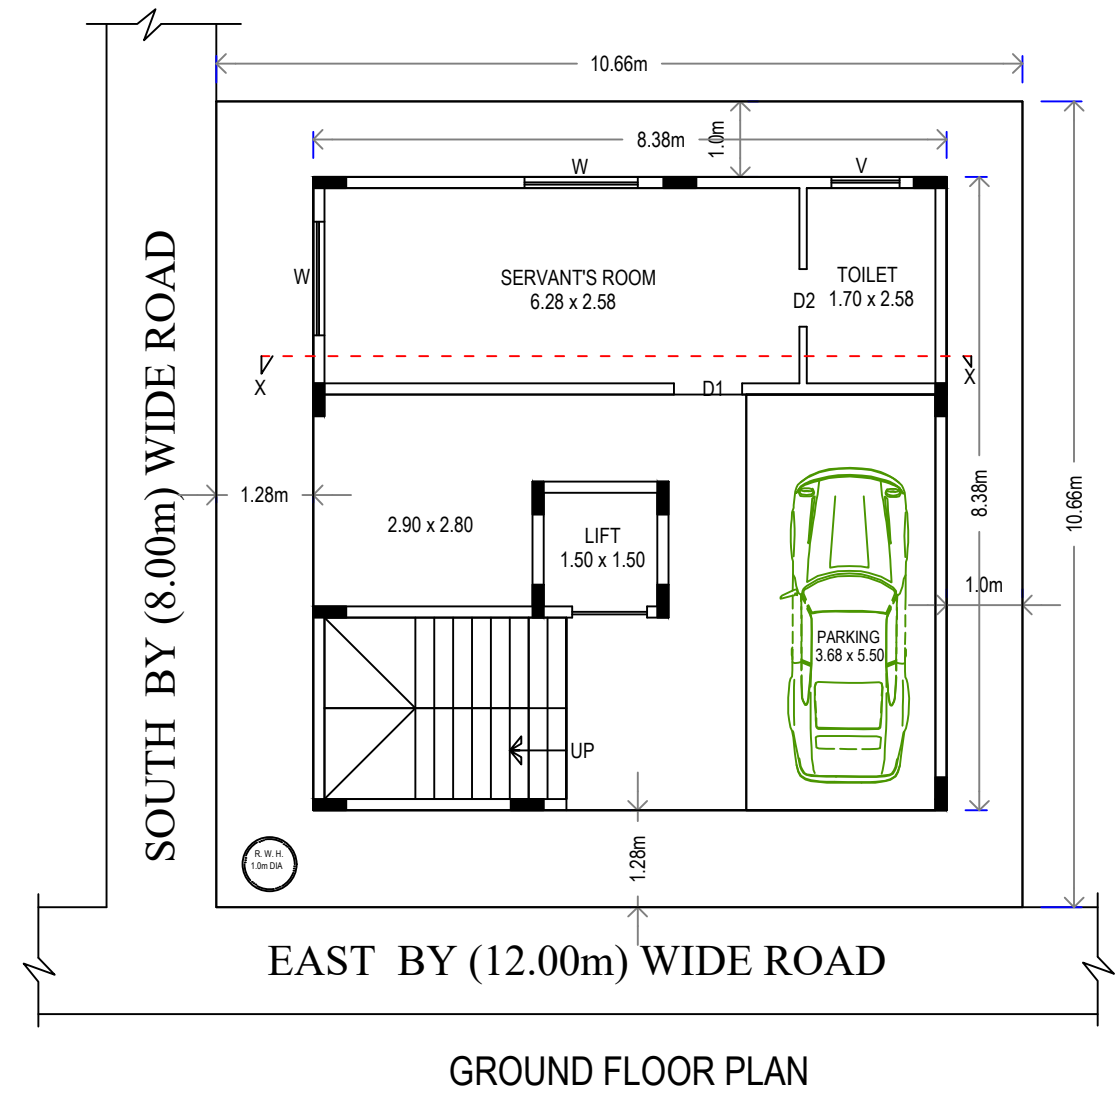 10.66m
8.38m
1.0m
W
V
W
SERVANT'S ROOM
6.28 x 2.58
TOILET
1.70 x 2.58
D2
X
X
D1
SOUTH BY (8.00m) WIDE ROAD
1.28m
2.90 x 2.80
LIFT
1.50 x 1.50
8.38m
10.66m
1.0m
PARKING
3.68 x 5.50
UP
R. W. H.
1.0m DIA
1.28m
EAST BY (12.00m) WIDE ROAD
GROUND FLOOR PLAN